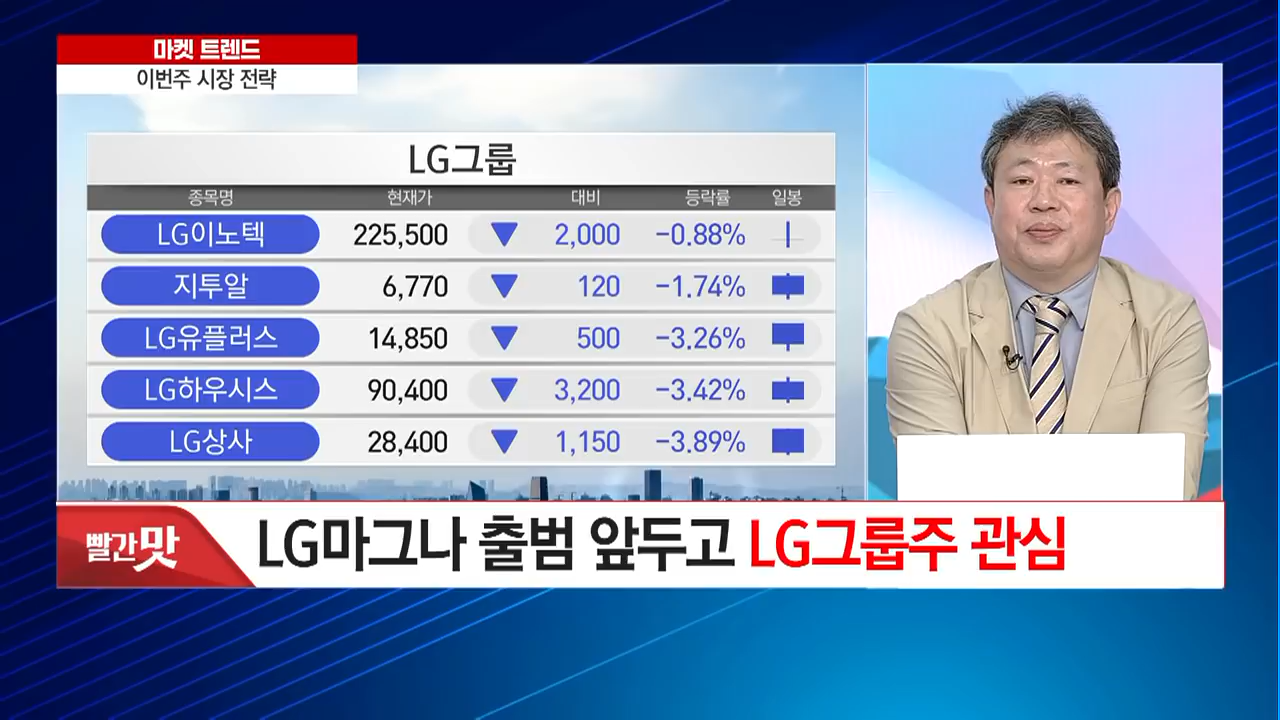 마켓 트렌드
이번주 시장 전략
LG그룹
종목명 현재가 대비 등락률 일봉
LG이노텍 225,500 ▼ 2,000 -0.88%
지투알 6,770 ▼ 120 -1.74%
LG유플러스 14,850 ▼ 500 -3.26%
LG하우시스 90,400 ▼ 3,200 -3.42%
LG상사 28,400 ▼ 1,150 -3.89%
빨간맛 LG마그나 출범 앞두고 LG그룹주 관심